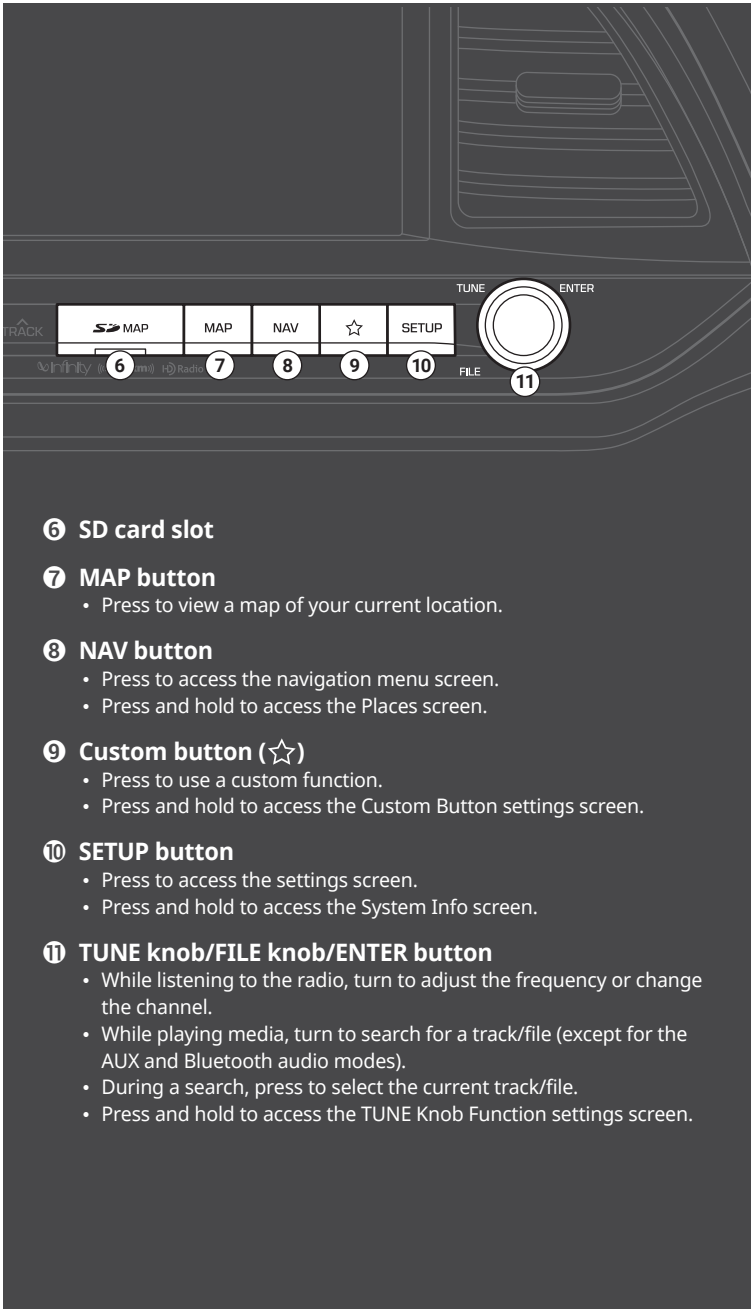 TUNE ENTER
TRACK
SD MAP MAP NAV ☆ SETUP
6 7 8 9 10 11
Infinity HD Radio
FILE
❻ SD card slot
❼ MAP button
• Press to view a map of your current location.
❽ NAV button
• Press to access the navigation menu screen.
• Press and hold to access the Places screen.
❾ Custom button (☆)
• Press to use a custom function.
• Press and hold to access the Custom Button settings screen.
❿ SETUP button
• Press to access the settings screen.
• Press and hold to access the System Info screen.
⓫ TUNE knob/FILE knob/ENTER button
• While listening to the radio, turn to adjust the frequency or change
the channel.
• While playing media, turn to search for a track/file (except for the
AUX and Bluetooth audio modes).
• During a search, press to select the current track/file.
• Press and hold to access the TUNE Knob Function settings screen.